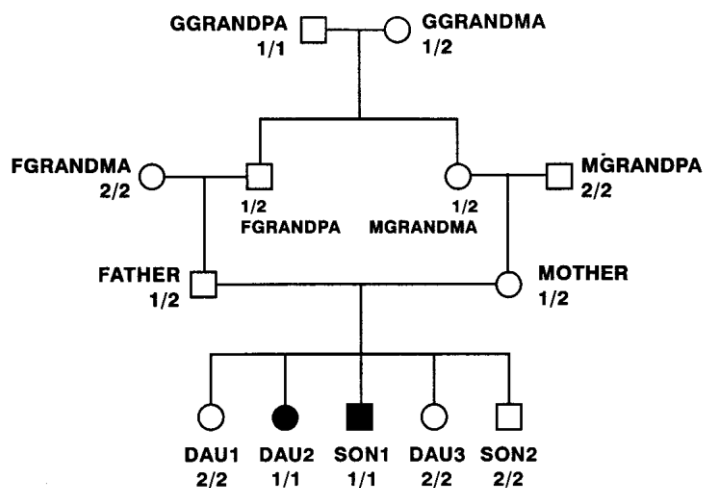 GGRANDPA
1/1
GGRANDMA
1/2
FGRANDMA
2/2
1/2
FGRANDPA
1/2
MGRANDMA
MGRANDPA
2/2
FATHER
1/2
MOTHER
1/2
DAU1 DAU2 SON1 DAU3 SON2
2/2 1/1 1/1 2/2 2/2